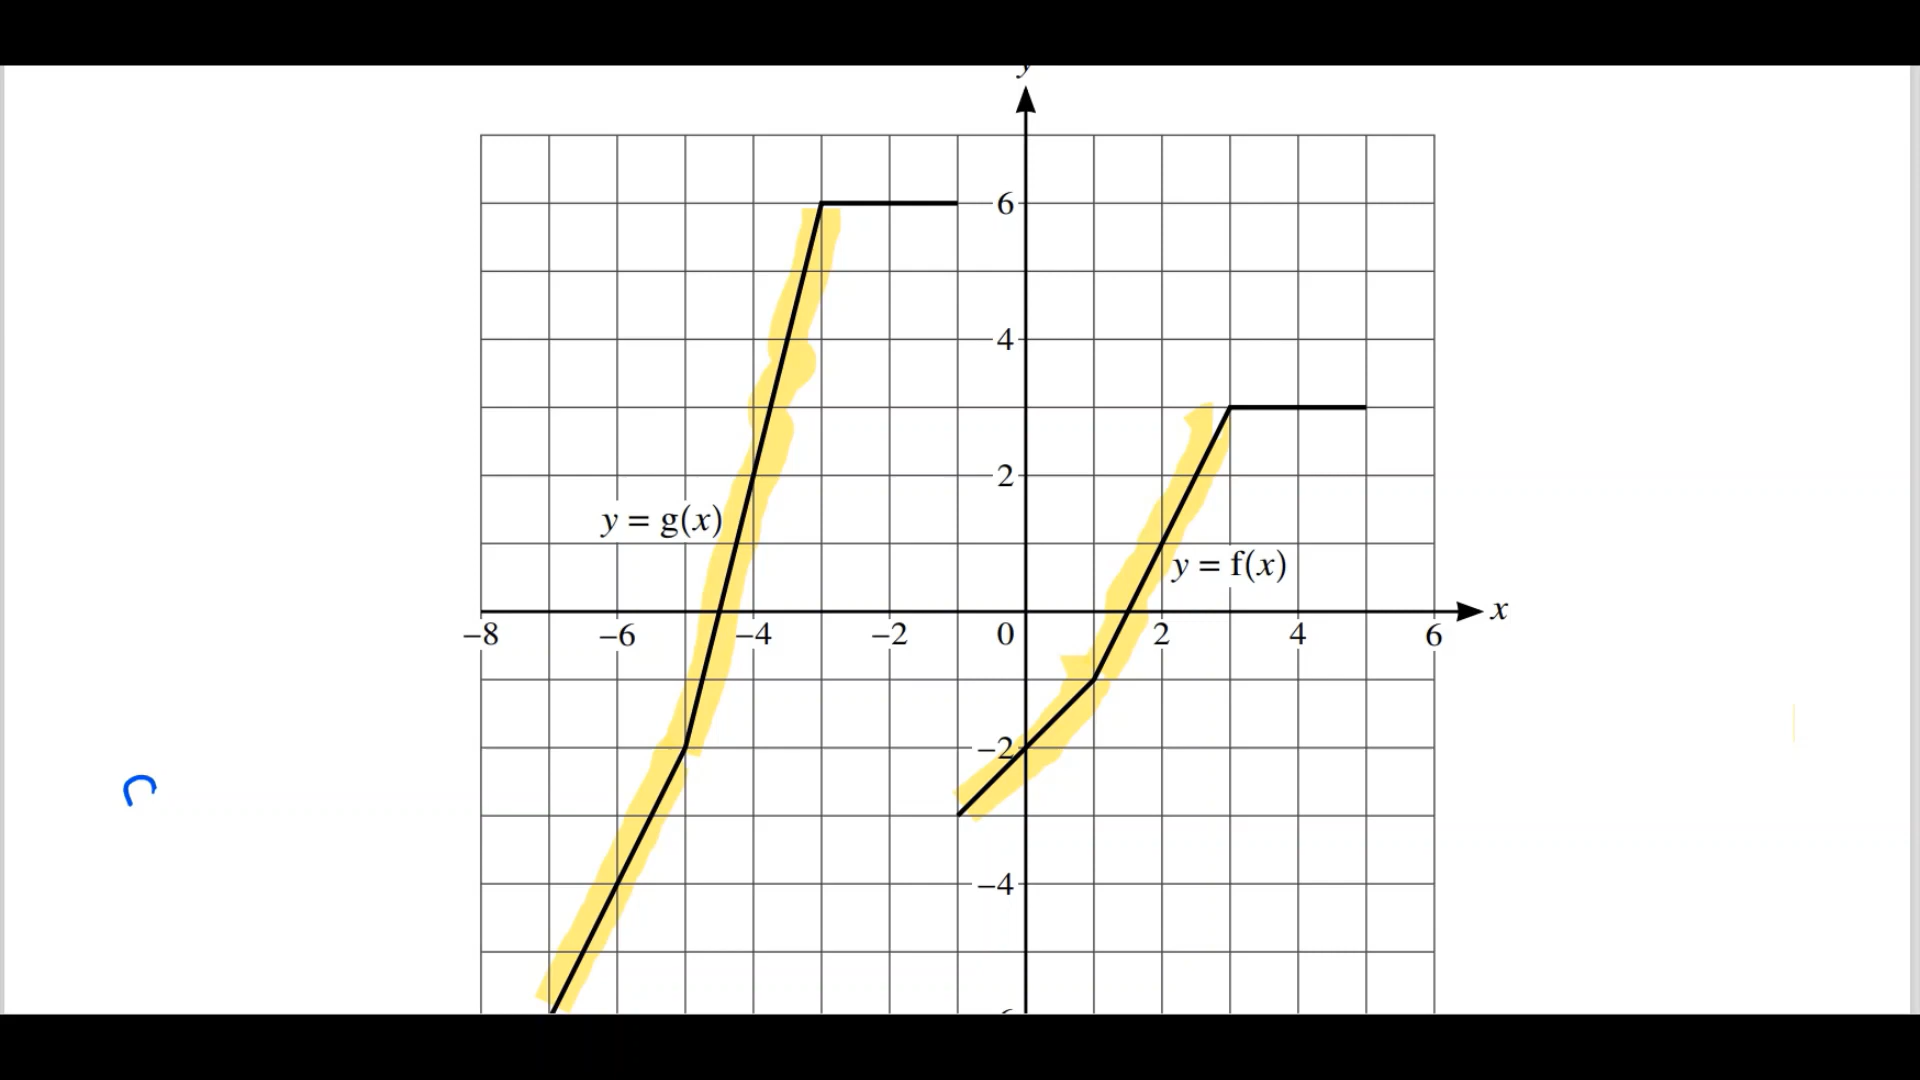 y
6
4
2
y = g(x)
y = f(x)
x
−8 −6 −4 −2 0 2 4 6
−2
−4